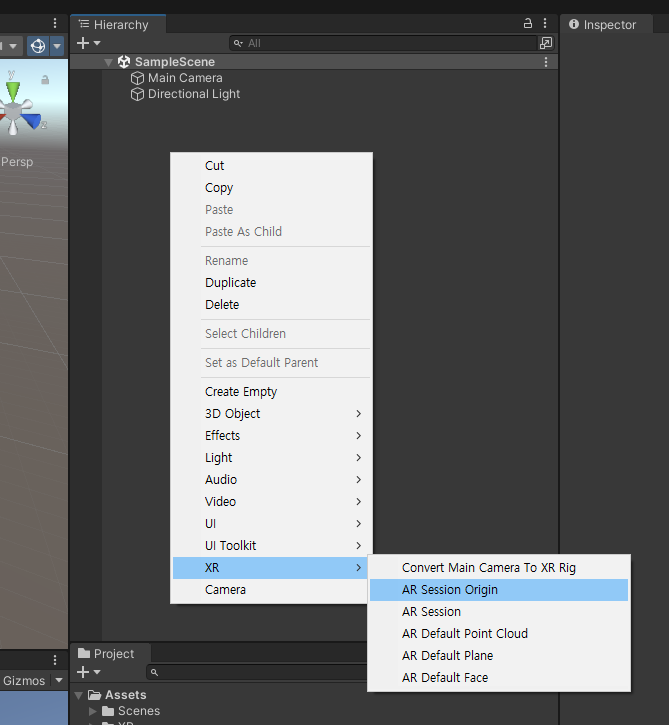 Hierarchy
Inspector
All
SampleScene
Main Camera
Directional Light
y
z
Persp
Cut
Copy
Paste
Paste As Child
Rename
Duplicate
Delete
Select Children
Set as Default Parent
Create Empty
3D Object
Effects
Light
Audio
Video
UI
UI Toolkit
XR
Camera
Convert Main Camera To XR Rig
AR Session Origin
AR Session
AR Default Point Cloud
AR Default Plane
AR Default Face
Project
Gizmos
Assets
Scenes